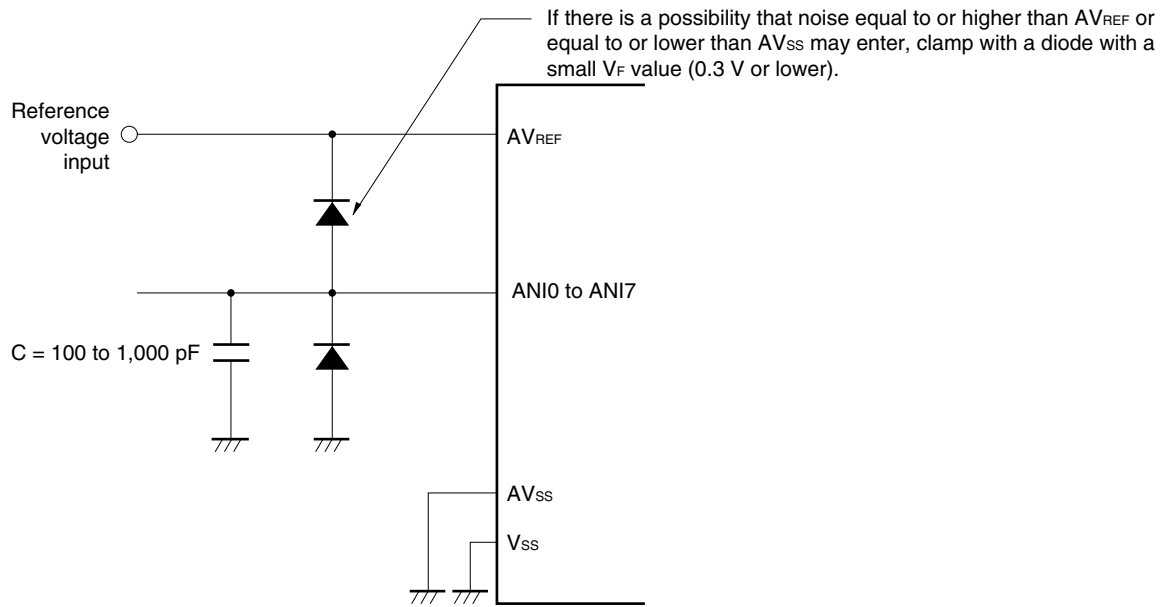 If there is a possibility that noise equal to or higher than AVREF or
equal to or lower than AVSS may enter, clamp with a diode with a
small VF value (0.3 V or lower).
Reference
voltage
input
AVREF
ANI0 to ANI7
C = 100 to 1,000 pF
AVSS
VSS